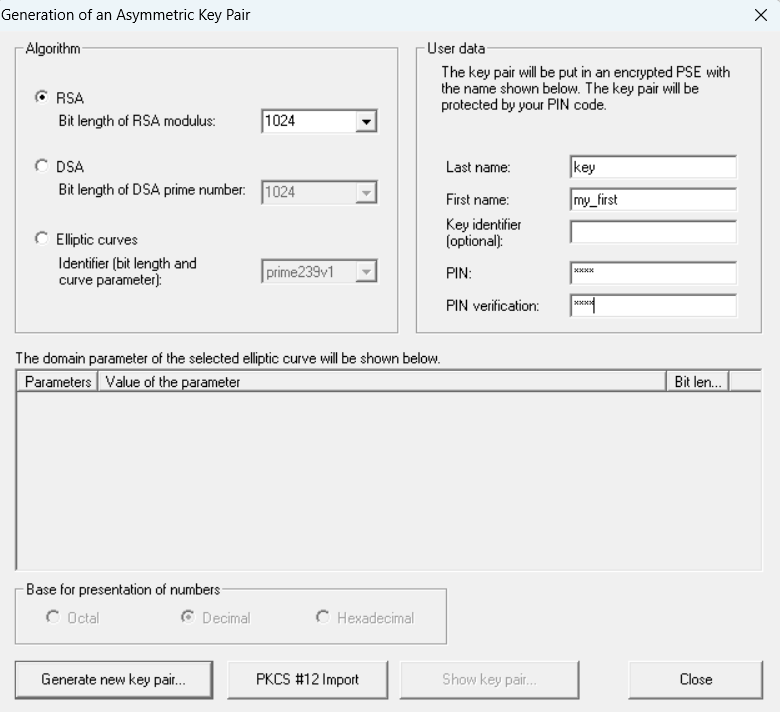 Generation of an Asymmetric Key Pair
Algorithm
RSA
Bit length of RSA modulus:
1024
DSA
Bit length of DSA prime number:
1024
Elliptic curves
Identifier (bit length and
curve parameter):
prime239v1
User data
The key pair will be put in an encrypted PSE with
the name shown below. The key pair will be
protected by your PIN code.
Last name:
key
First name:
my_first
Key identifier
(optional):
PIN:
****
PIN verification:
****
The domain parameter of the selected elliptic curve will be shown below.
Parameters
Value of the parameter
Bit len...
Base for presentation of numbers
Octal
Decimal
Hexadecimal
Generate new key pair...
PKCS #12 Import
Show key pair...
Close